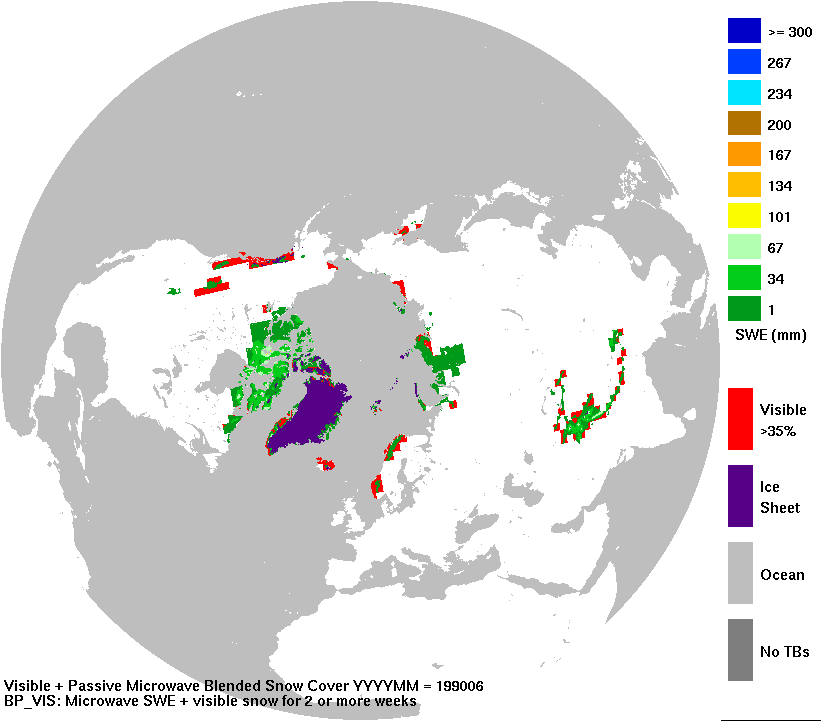 >= 300
267
234
200
167
134
101
67
34
1
SWE (mm)
Visible
>35%
Ice
Sheet
Ocean
No TBs
Visible + Passive Microwave Blended Snow Cover YYYYMM = 199006
BP_VIS: Microwave SWE + visible snow for 2 or more weeks